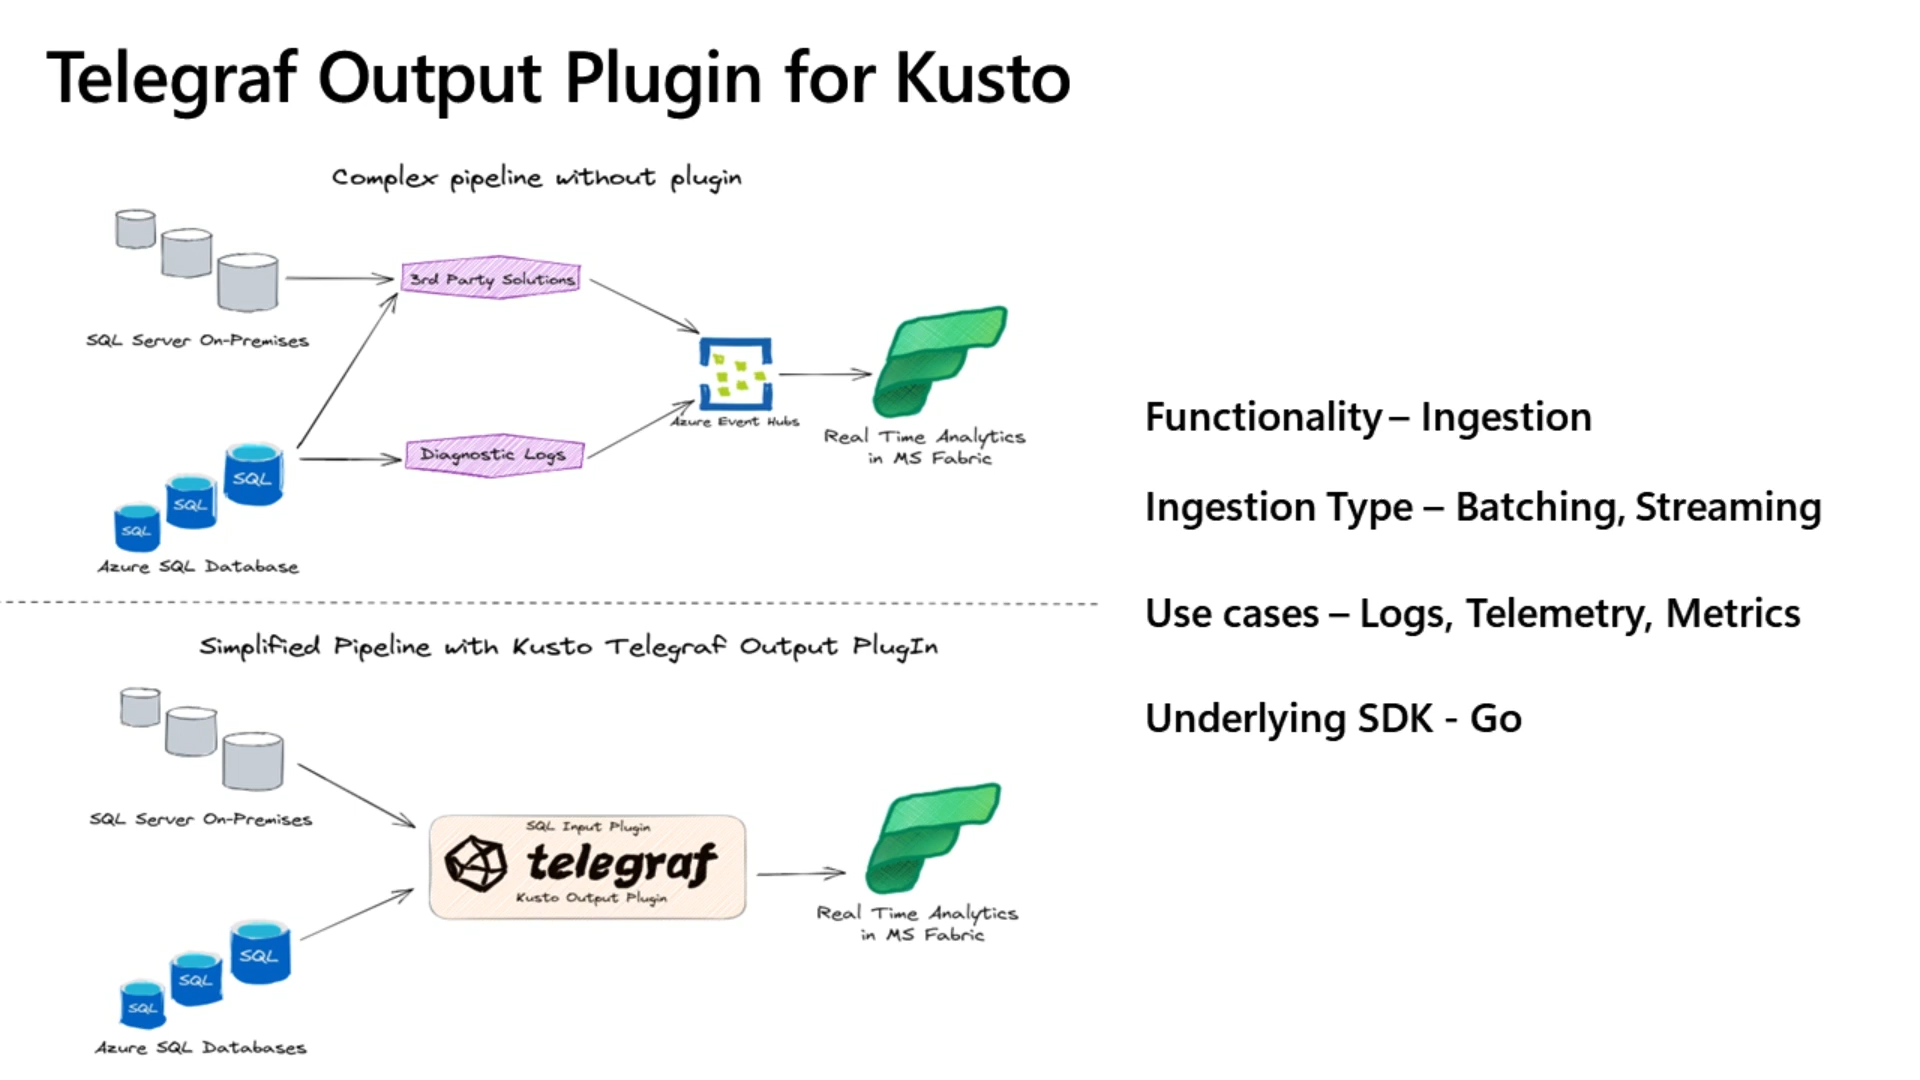 Telegraf Output Plugin for Kusto
Complex pipeline without plugin
SQL Server On-Premises
3rd Party Solutions
Azure Event Hubs
Real Time Analytics
in MS Fabric
Diagnostic Logs
SQL
SQL
SQL
Azure SQL Database
Simplified Pipeline with Kusto Telegraf Output PlugIn
SQL Server On-Premises
SQL Input Plugin
telegraf
Kusto Output Plugin
Real Time Analytics
in MS Fabric
SQL
SQL
SQL
Azure SQL Databases
Functionality – Ingestion
Ingestion Type – Batching, Streaming
Use cases – Logs, Telemetry, Metrics
Underlying SDK - Go